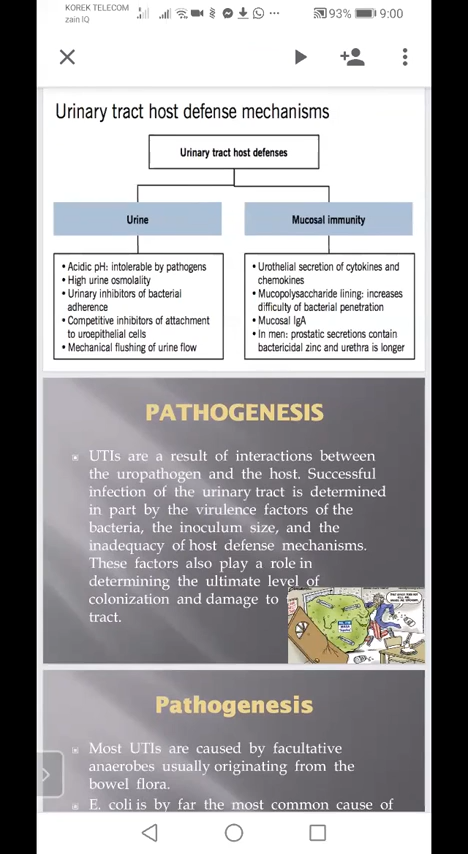 KOREK TELECOM
zain IQ
93%
9:00
Urinary tract host defense mechanisms
Urinary tract host defenses
Urine
• Acidic pH: intolerable by pathogens
• High urine osmolality
• Urinary inhibitors of bacterial
adherence
• Competitive inhibitors of attachment
to uroepithelial cells
• Mechanical flushing of urine flow
Mucosal immunity
• Urothelial secretion of cytokines and
chemokines
• Mucopolysaccharide lining: increases
difficulty of bacterial penetration
• Mucosal IgA
• In men: prostatic secretions contain
bactericidal zinc and urethra is longer
PATHOGENESIS
UTIs are a result of interactions between
the uropathogen and the host. Successful
infection of the urinary tract is determined
in part by the virulence factors of the
bacteria, the inoculum size, and the
inadequacy of host defense mechanisms.
These factors also play a role in
determining the ultimate level of
colonization and damage to
tract.
Pathogenesis
Most UTIs are caused by facultative
anaerobes usually originating from the
bowel flora.
E. coli is by far the most common cause of